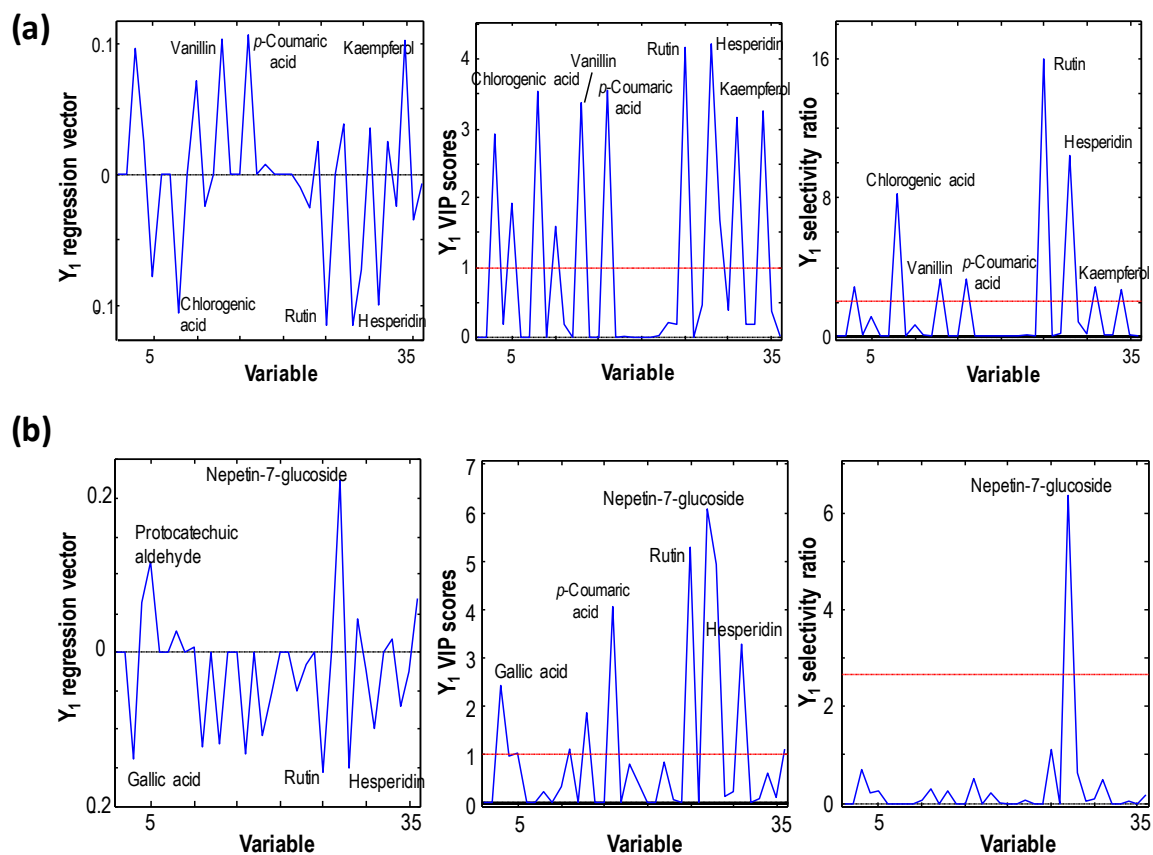 (a)
Y1 regression vector
0.1
0
0.1
Vanillin
p-Coumaric
acid
Kaempferol
Chlorogenic
acid
Rutin
Hesperidin
5
35
Variable
Y1 VIP scores
4
3
2
1
0
Chlorogenic acid
Vanillin
p-Coumaric
acid
Rutin
Hesperidin
Kaempferol
5
35
Variable
Y1 selectivity ratio
16
12
8
4
0
Chlorogenic acid
Vanillin
p-Coumaric
acid
Rutin
Hesperidin
Kaempferol
5
35
Variable
(b)
Y1 regression vector
0.2
0
0.2
Nepetin-7-glucoside
Protocatechuic
aldehyde
Gallic acid
Rutin
Hesperidin
5
35
Variable
Y1 VIP scores
7
6
5
4
3
2
1
0
Nepetin-7-glucoside
Rutin
p-Coumaric
acid
Hesperidin
Gallic acid
5
35
Variable
Y1 selectivity ratio
6
4
2
0
Nepetin-7-glucoside
5
35
Variable